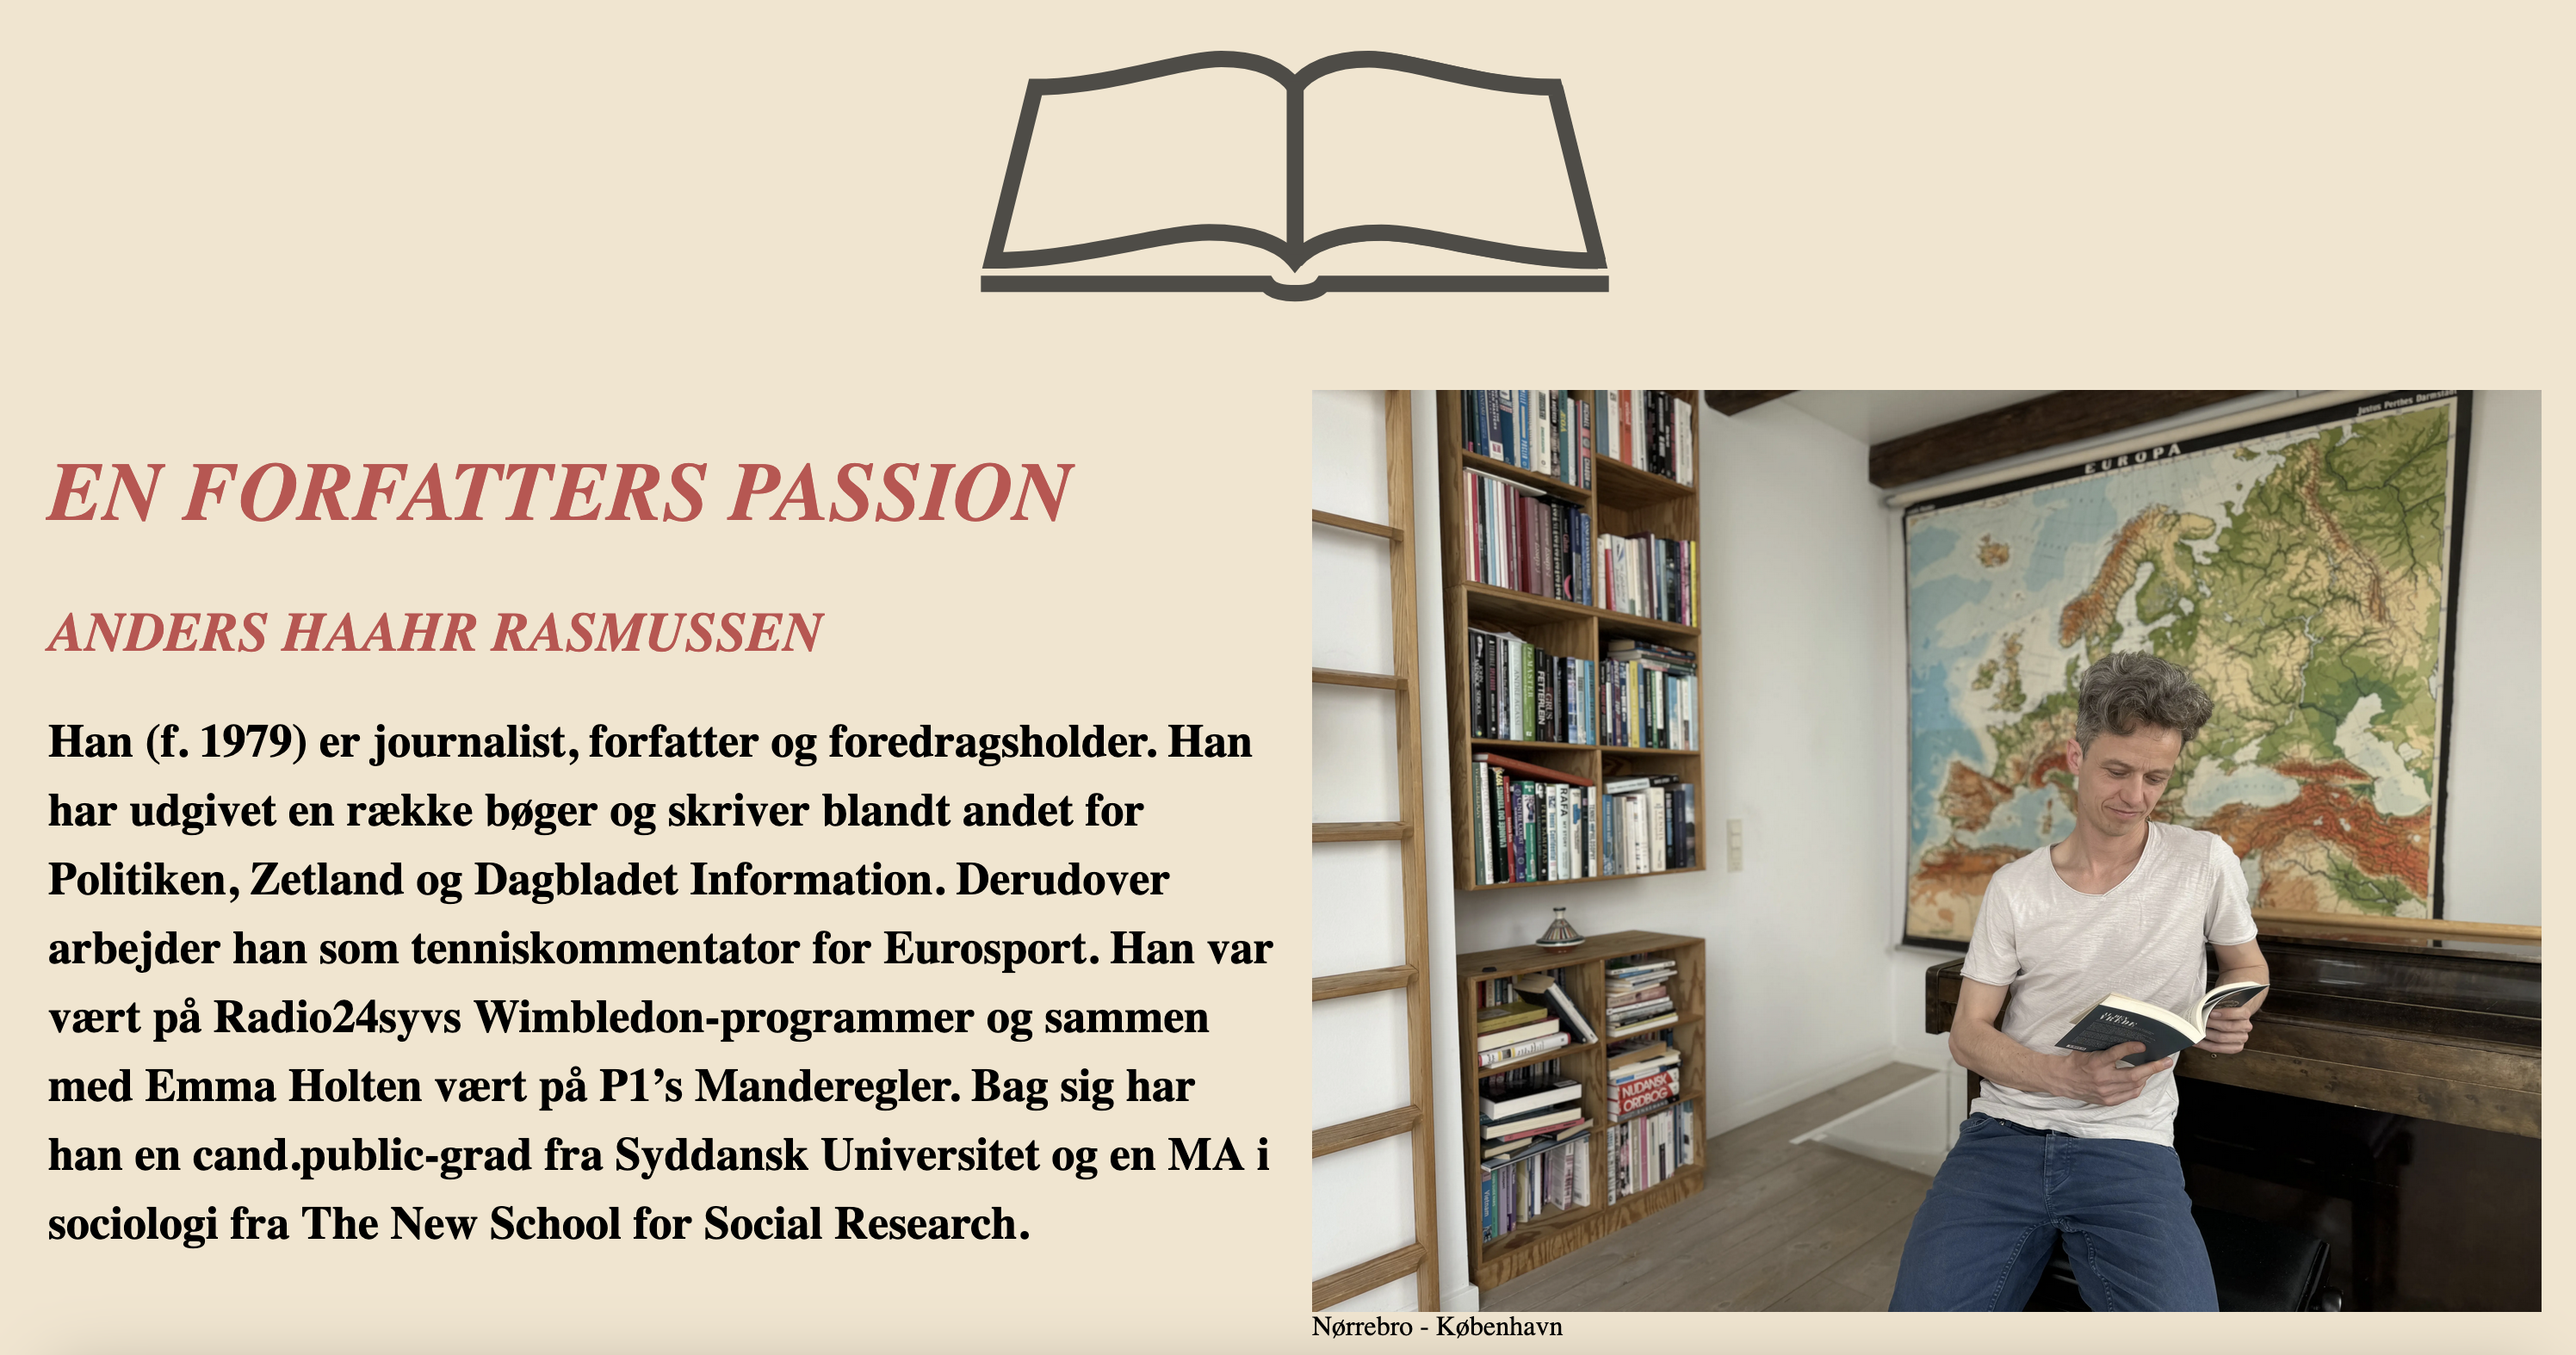 EN FORFATTERS PASSION
ANDERS HAAHR RASMUSSEN
Han (f. 1979) er journalist, forfatter og foredragsholder. Han
har udgivet en række bøger og skriver blandt andet for
Politiken, Zetland og Dagbladet Information. Derudover
arbejder han som tenniskommentator for Eurosport. Han var
vært på Radio24syvs Wimbledon-programmer og sammen
med Emma Holten vært på P1’s Manderegler. Bag sig har
han en cand.public-grad fra Syddansk Universitet og en MA i
sociologi fra The New School for Social Research.
Justus Perthes Darmstadt
EUROPA
PETTERLEIN
RAFA
NUDANSK
ORDBOG
Nørrebro - København